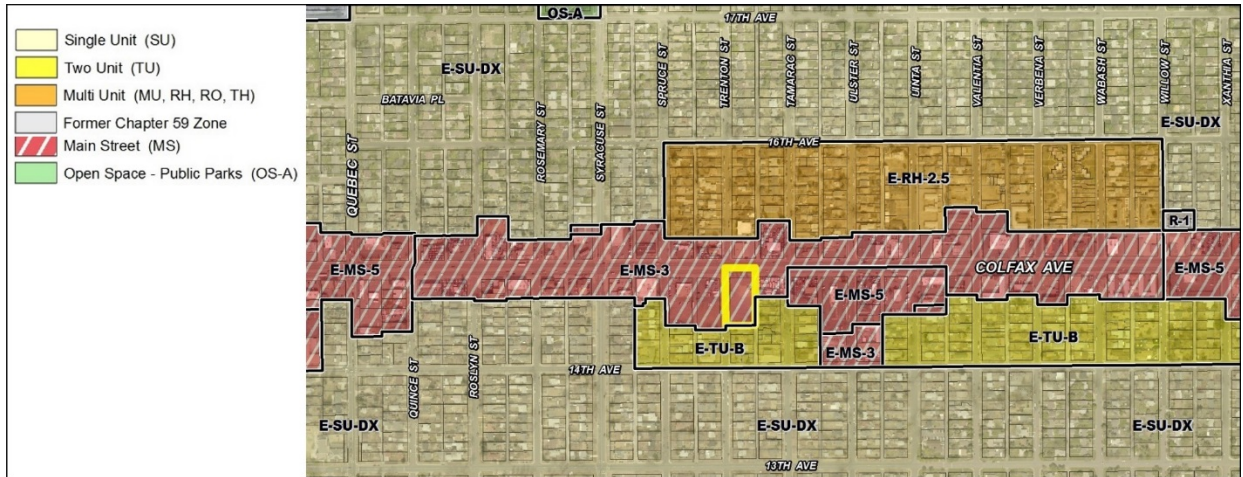 Single Unit (SU)
Two Unit (TU)
Multi Unit (MU, RH, RO, TH)
Former Chapter 59 Zone
Main Street (MS)
Open Space - Public Parks (OS-A)
OS-A
17TH AVE
E-SU-DX
BATAVIA PL
QUEBEC ST
ROSEMARY ST
SYRACUSE ST
SPRUCE ST
TRENTON ST
TAMARAC ST
ULSTER ST
UINTA ST
VALENTIA ST
VERBENA ST
WABASH ST
WILLOW ST
XANTHIA ST
E-SU-DX
16TH AVE
E-RH-2.5
R-1
E-MS-5
E-MS-3
COLFAX AVE
E-MS-5
E-MS-5
E-TU-B
E-MS-3
E-TU-B
QUINCE ST
ROSLYN ST
14TH AVE
E-SU-DX
E-SU-DX
E-SU-DX
13TH AVE